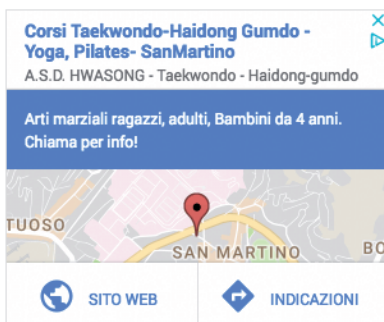 Corsi Taekwondo-Haidong Gumdo -
Yoga, Pilates- SanMartino
A.S.D. HWASONG - Taekwondo - Haidong-gumdo
Arti marziali ragazzi, adulti, Bambini da 4 anni.
Chiama per info!
TUOSO
SAN MARTINO
BO
SITO WEB
INDICAZIONI